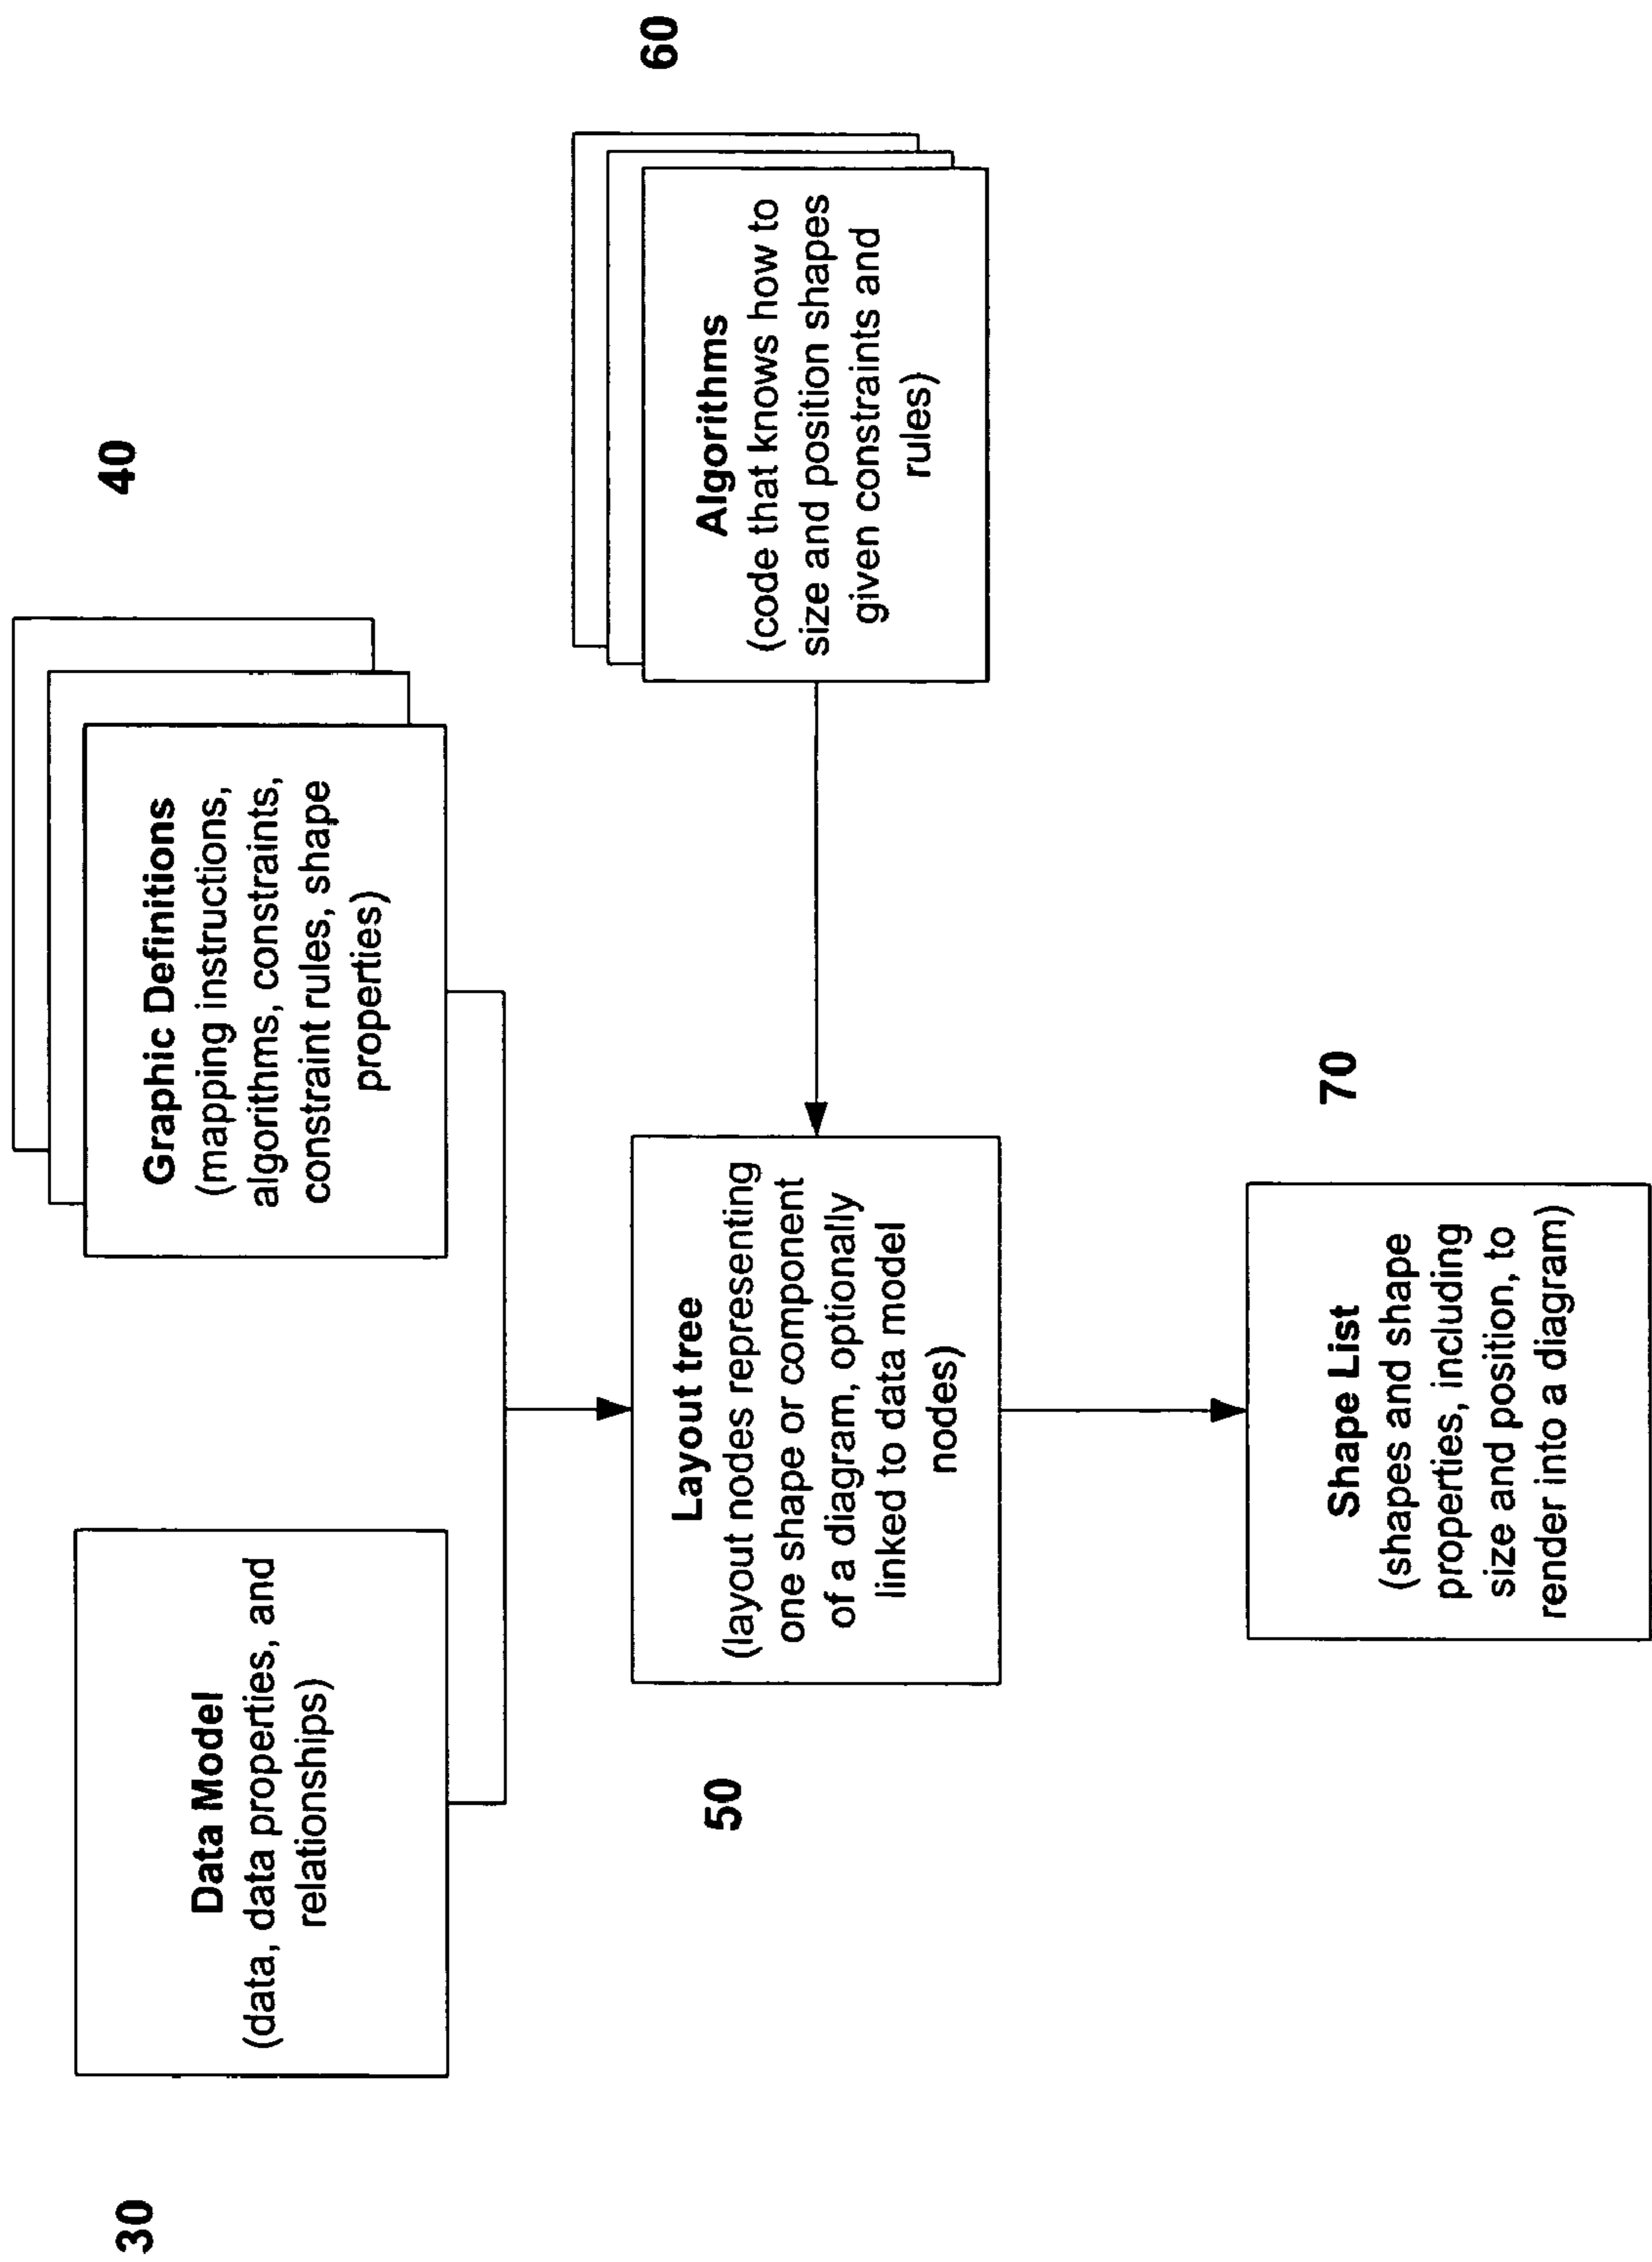 30
Data Model
(data, data properties, and
relationships)
40
Graphic Definitions
(mapping instructions,
algorithms, constraints,
constraint rules, shape
properties)
50
Layout tree
(layout nodes representing
one shape or component
of a diagram, optionally
linked to data model
nodes)
60
Algorithms
(code that knows how to
size and position shapes
given constraints and
rules)
70
Shape List
(shapes and shape
properties, including
size and position, to
render into a diagram)